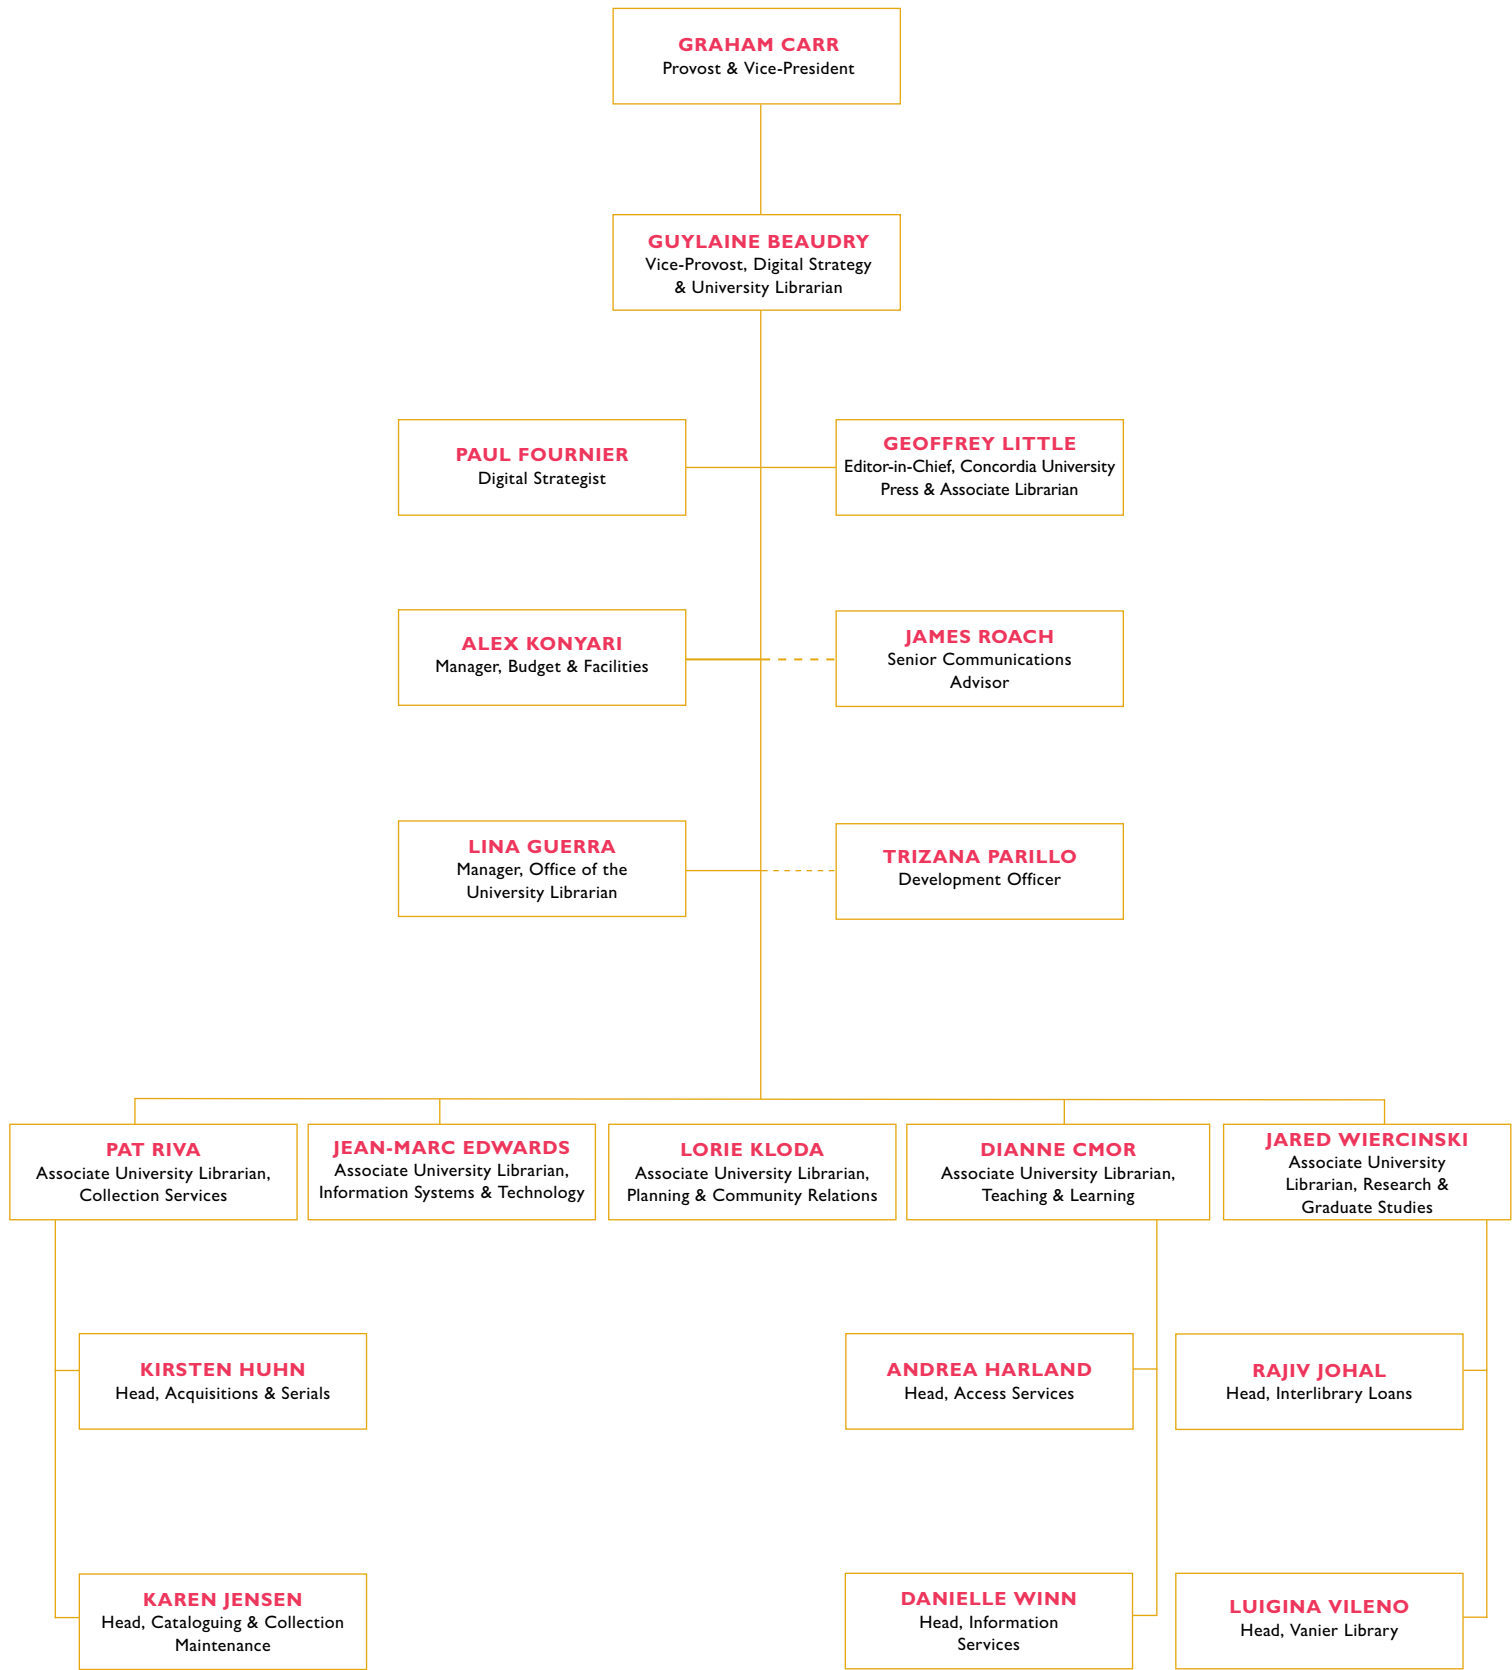 GRAHAM CARR
Provost & Vice-President
GUYLAINE BEAUDRY
Vice-Provost, Digital Strategy
& University Librarian
PAUL FOURNIER
Digital Strategist
GEOFFREY LITTLE
Editor-in-Chief, Concordia University
Press & Associate Librarian
ALEX KONYARI
Manager, Budget & Facilities
JAMES ROACH
Senior Communications
Advisor
LINA GUERRA
Manager, Office of the
University Librarian
TRIZANA PARILLO
Development Officer
PAT RIVA
Associate University Librarian,
Collection Services
JEAN-MARC EDWARDS
Associate University Librarian,
Information Systems & Technology
LORIE KLODA
Associate University Librarian,
Planning & Community Relations
DIANNE CMOR
Associate University Librarian,
Teaching & Learning
JARED WIERCINSKI
Associate University
Librarian, Research &
Graduate Studies
KIRSTEN HUHN
Head, Acquisitions & Serials
ANDREA HARLAND
Head, Access Services
RAJIV JOHAL
Head, Interlibrary Loans
KAREN JENSEN
Head, Cataloguing & Collection
Maintenance
DANIELLE WINN
Head, Information
Services
LUIGINA VILENO
Head, Vanier Library